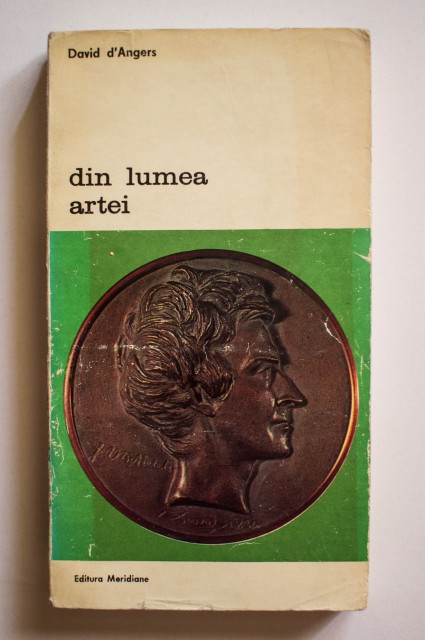 David d'Angers
din lumea
artei
Editura Meridiane